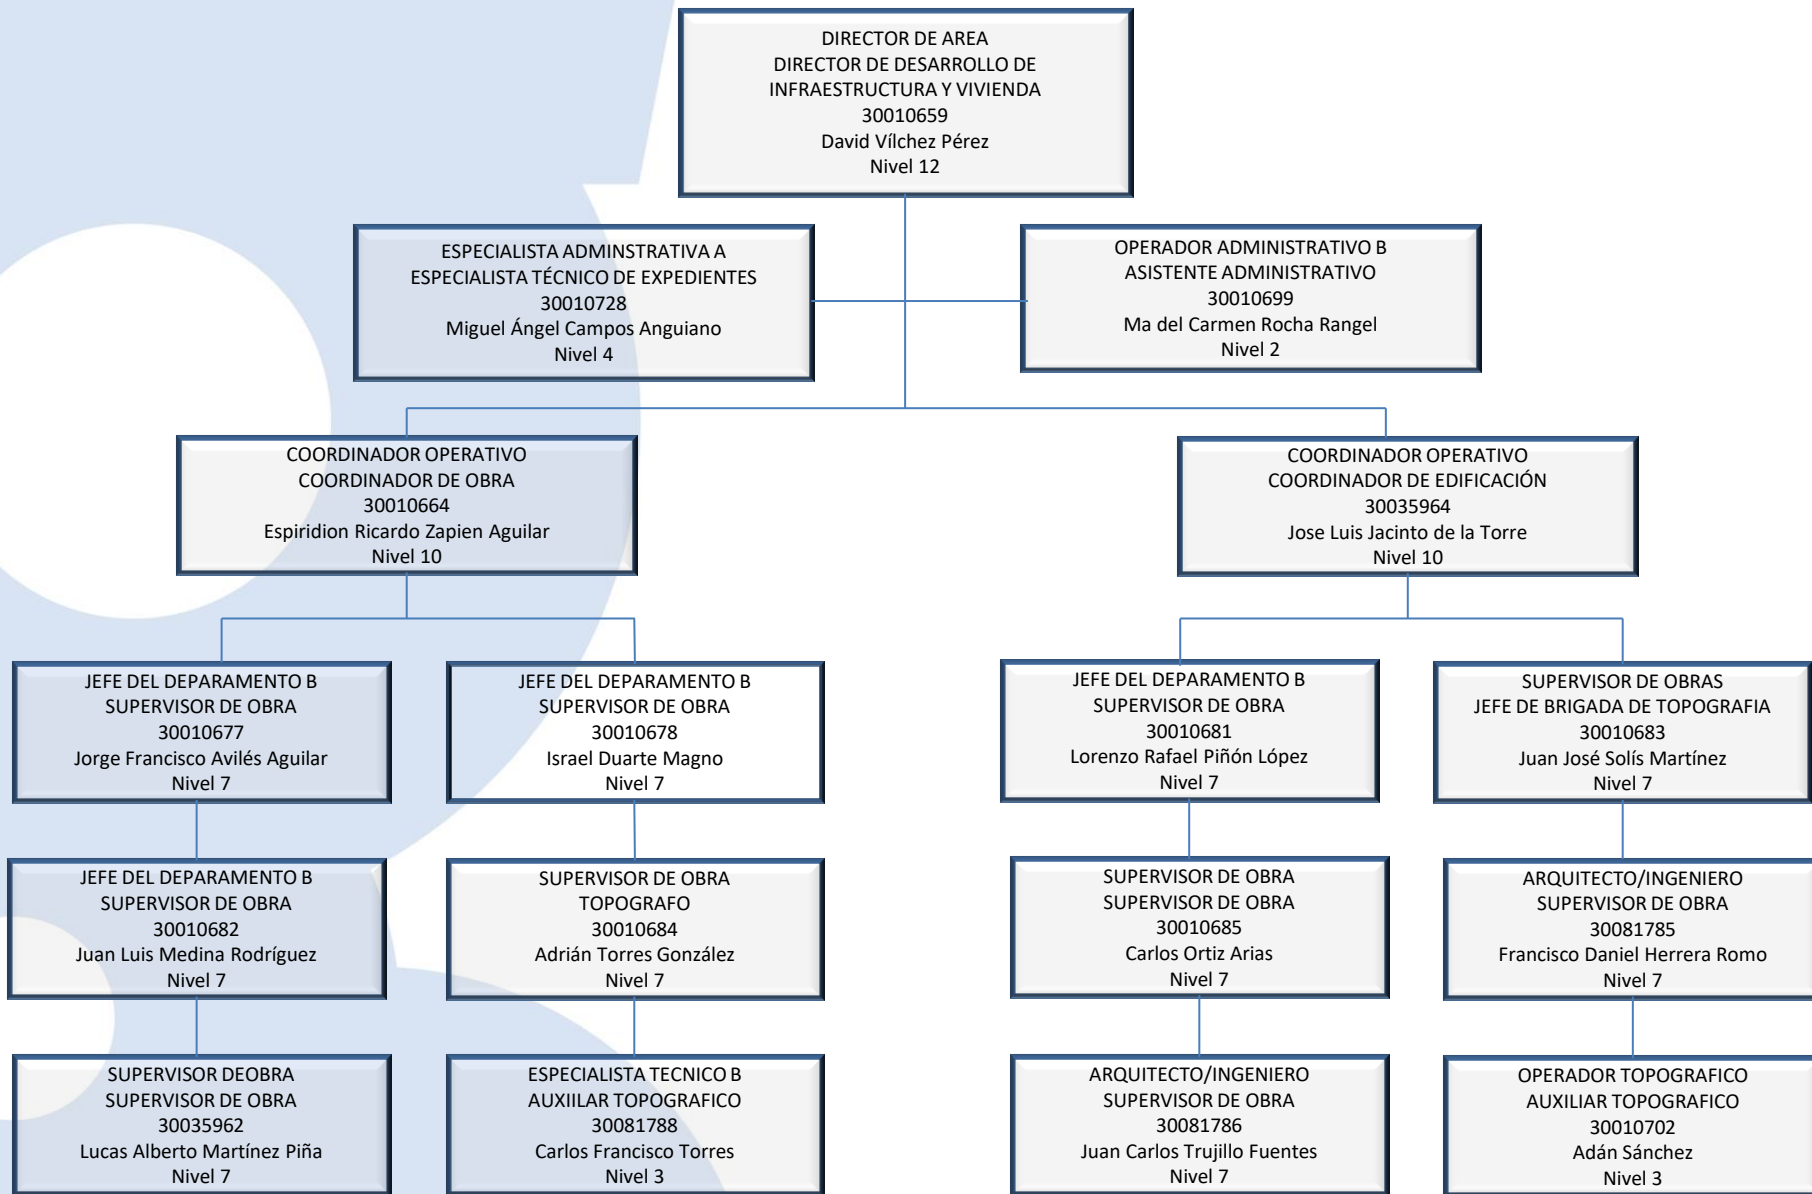 DIRECTOR DE AREA
DIRECTOR DE DESARROLLO DE
INFRAESTRUCTURA Y VIVIENDA
30010659
David Vílchez Pérez
Nivel 12
ESPECIALISTA ADMINSTRATIVA A
ESPECIALISTA TÉCNICO DE EXPEDIENTES
30010728
Miguel Ángel Campos Anguiano
Nivel 4
OPERADOR ADMINISTRATIVO B
ASISTENTE ADMINISTRATIVO
30010699
Ma del Carmen Rocha Rangel
Nivel 2
COORDINADOR OPERATIVO
COORDINADOR DE OBRA
30010664
Espiridion Ricardo Zapien Aguilar
Nivel 10
COORDINADOR OPERATIVO
COORDINADOR DE EDIFICACIÓN
30035964
Jose Luis Jacinto de la Torre
Nivel 10
JEFE DEL DEPARAMENTO B
SUPERVISOR DE OBRA
30010677
Jorge Francisco Avilés Aguilar
Nivel 7
JEFE DEL DEPARAMENTO B
SUPERVISOR DE OBRA
30010678
Israel Duarte Magno
Nivel 7
JEFE DEL DEPARAMENTO B
SUPERVISOR DE OBRA
30010681
Lorenzo Rafael Piñón López
Nivel 7
SUPERVISOR DE OBRAS
JEFE DE BRIGADA DE TOPOGRAFIA
30010683
Juan José Solís Martínez
Nivel 7
JEFE DEL DEPARAMENTO B
SUPERVISOR DE OBRA
30010682
Juan Luis Medina Rodríguez
Nivel 7
SUPERVISOR DE OBRA
TOPOGRAFO
30010684
Adrián Torres González
Nivel 7
SUPERVISOR DE OBRA
SUPERVISOR DE OBRA
30010685
Carlos Ortiz Arias
Nivel 7
ARQUITECTO/INGENIERO
SUPERVISOR DE OBRA
30081785
Francisco Daniel Herrera Romo
Nivel 7
SUPERVISOR DEOBRA
SUPERVISOR DE OBRA
30035962
Lucas Alberto Martínez Piña
Nivel 7
ESPECIALISTA TECNICO B
AUXIILAR TOPOGRAFICO
30081788
Carlos Francisco Torres
Nivel 3
ARQUITECTO/INGENIERO
SUPERVISOR DE OBRA
30081786
Juan Carlos Trujillo Fuentes
Nivel 7
OPERADOR TOPOGRAFICO
AUXILIAR TOPOGRAFICO
30010702
Adán Sánchez
Nivel 3